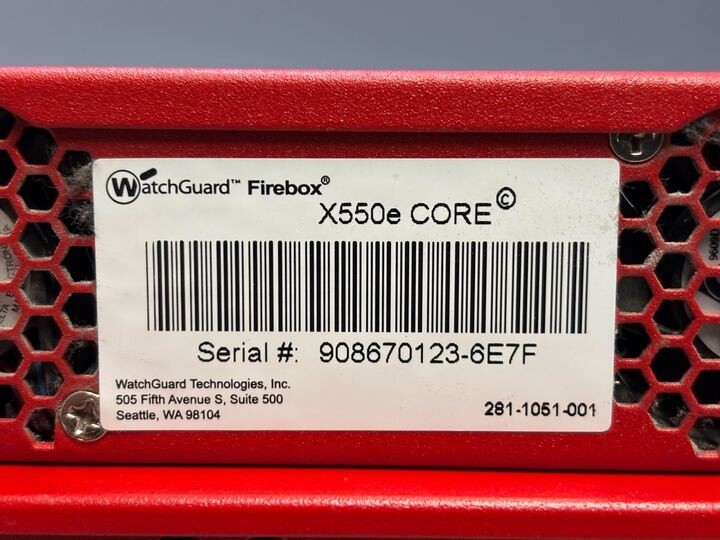 WatchGuard™ Firebox®
X550e CORE©
Serial #: 908670123-6E7F
WatchGuard Technologies, Inc.
505 Fifth Avenue S, Suite 500
Seattle, WA 98104
281-1051-001